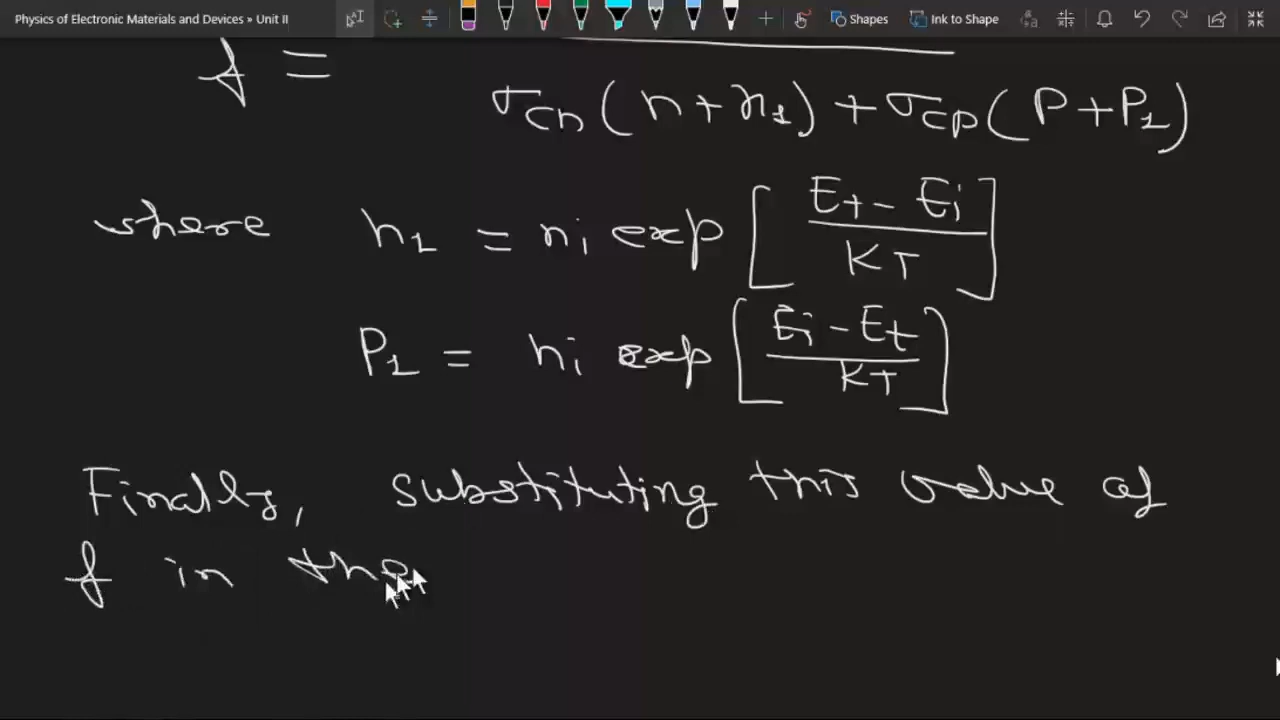 Physics of Electronic Materials and Devices » Unit II Shapes Ink to Shape
f =
σcn(n+n1) + σcp(P+P1)
where n1 = ni exp [ Et - Ei / KT ]
P1 = ni exp [ Ei - Et / KT ]
Finally, substituting this value of
f in the